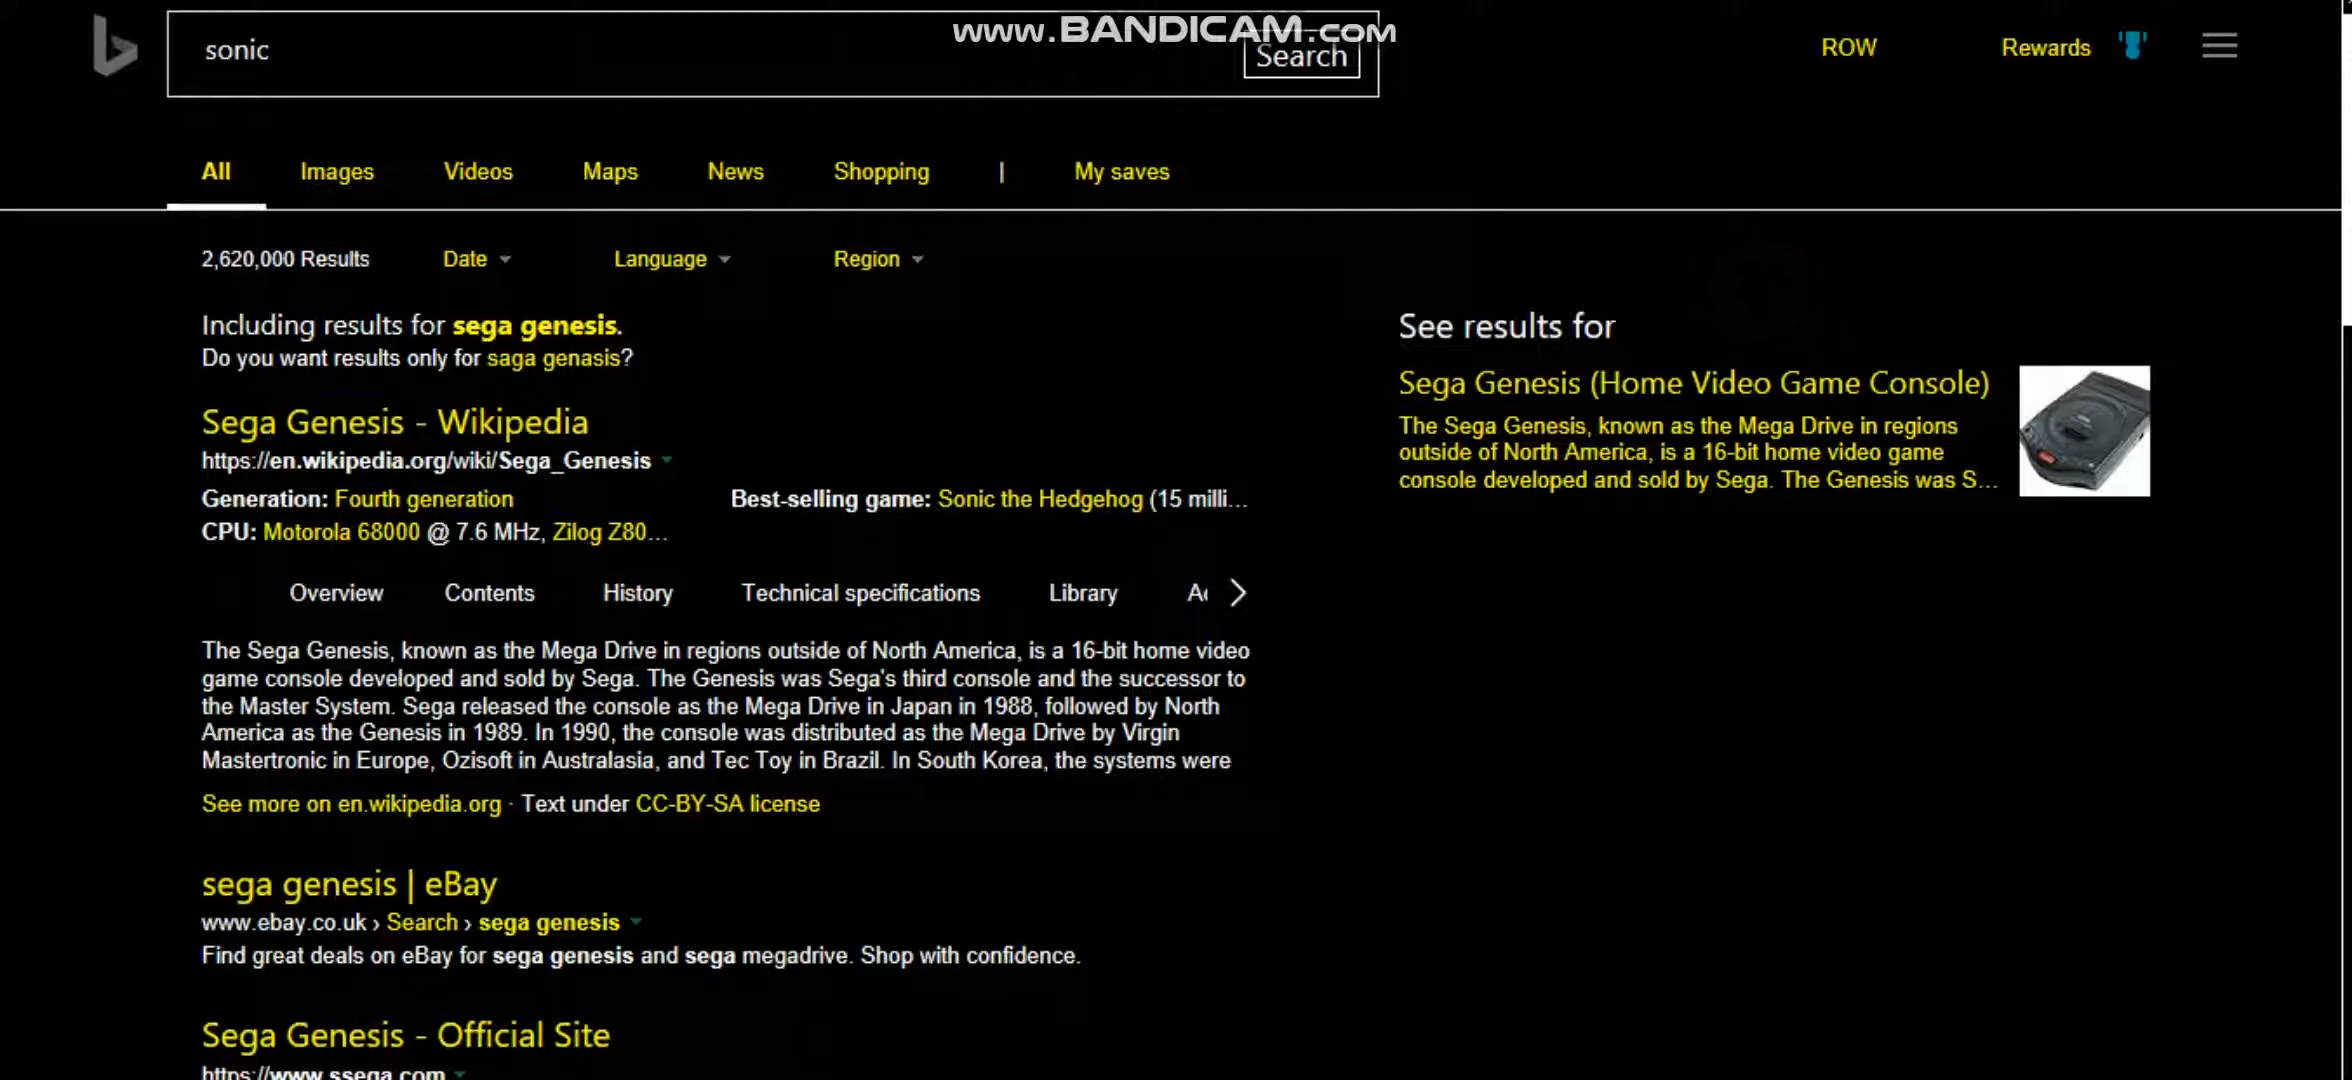 www.BANDICAM.com
sonic
Search
ROW
Rewards
All
Images
Videos
Maps
News
Shopping
|
My saves
2,620,000 Results
Date
Language
Region
Including results for sega genesis.
Do you want results only for saga genasis?
Sega Genesis - Wikipedia
https://en.wikipedia.org/wiki/Sega_Genesis
Generation: Fourth generation
Best-selling game: Sonic the Hedgehog (15 milli...
CPU: Motorola 68000 @ 7.6 MHz, Zilog Z80...
Overview
Contents
History
Technical specifications
Library
The Sega Genesis, known as the Mega Drive in regions outside of North America, is a 16-bit home video
game console developed and sold by Sega. The Genesis was Sega's third console and the successor to
the Master System. Sega released the console as the Mega Drive in Japan in 1988, followed by North
America as the Genesis in 1989. In 1990, the console was distributed as the Mega Drive by Virgin
Mastertronic in Europe, Ozisoft in Australasia, and Tec Toy in Brazil. In South Korea, the systems were
See more on en.wikipedia.org · Text under CC-BY-SA license
sega genesis | eBay
www.ebay.co.uk › Search › sega genesis
Find great deals on eBay for sega genesis and sega megadrive. Shop with confidence.
Sega Genesis - Official Site
https://www.ssega.com
See results for
Sega Genesis (Home Video Game Console)
The Sega Genesis, known as the Mega Drive in regions
outside of North America, is a 16-bit home video game
console developed and sold by Sega. The Genesis was S...